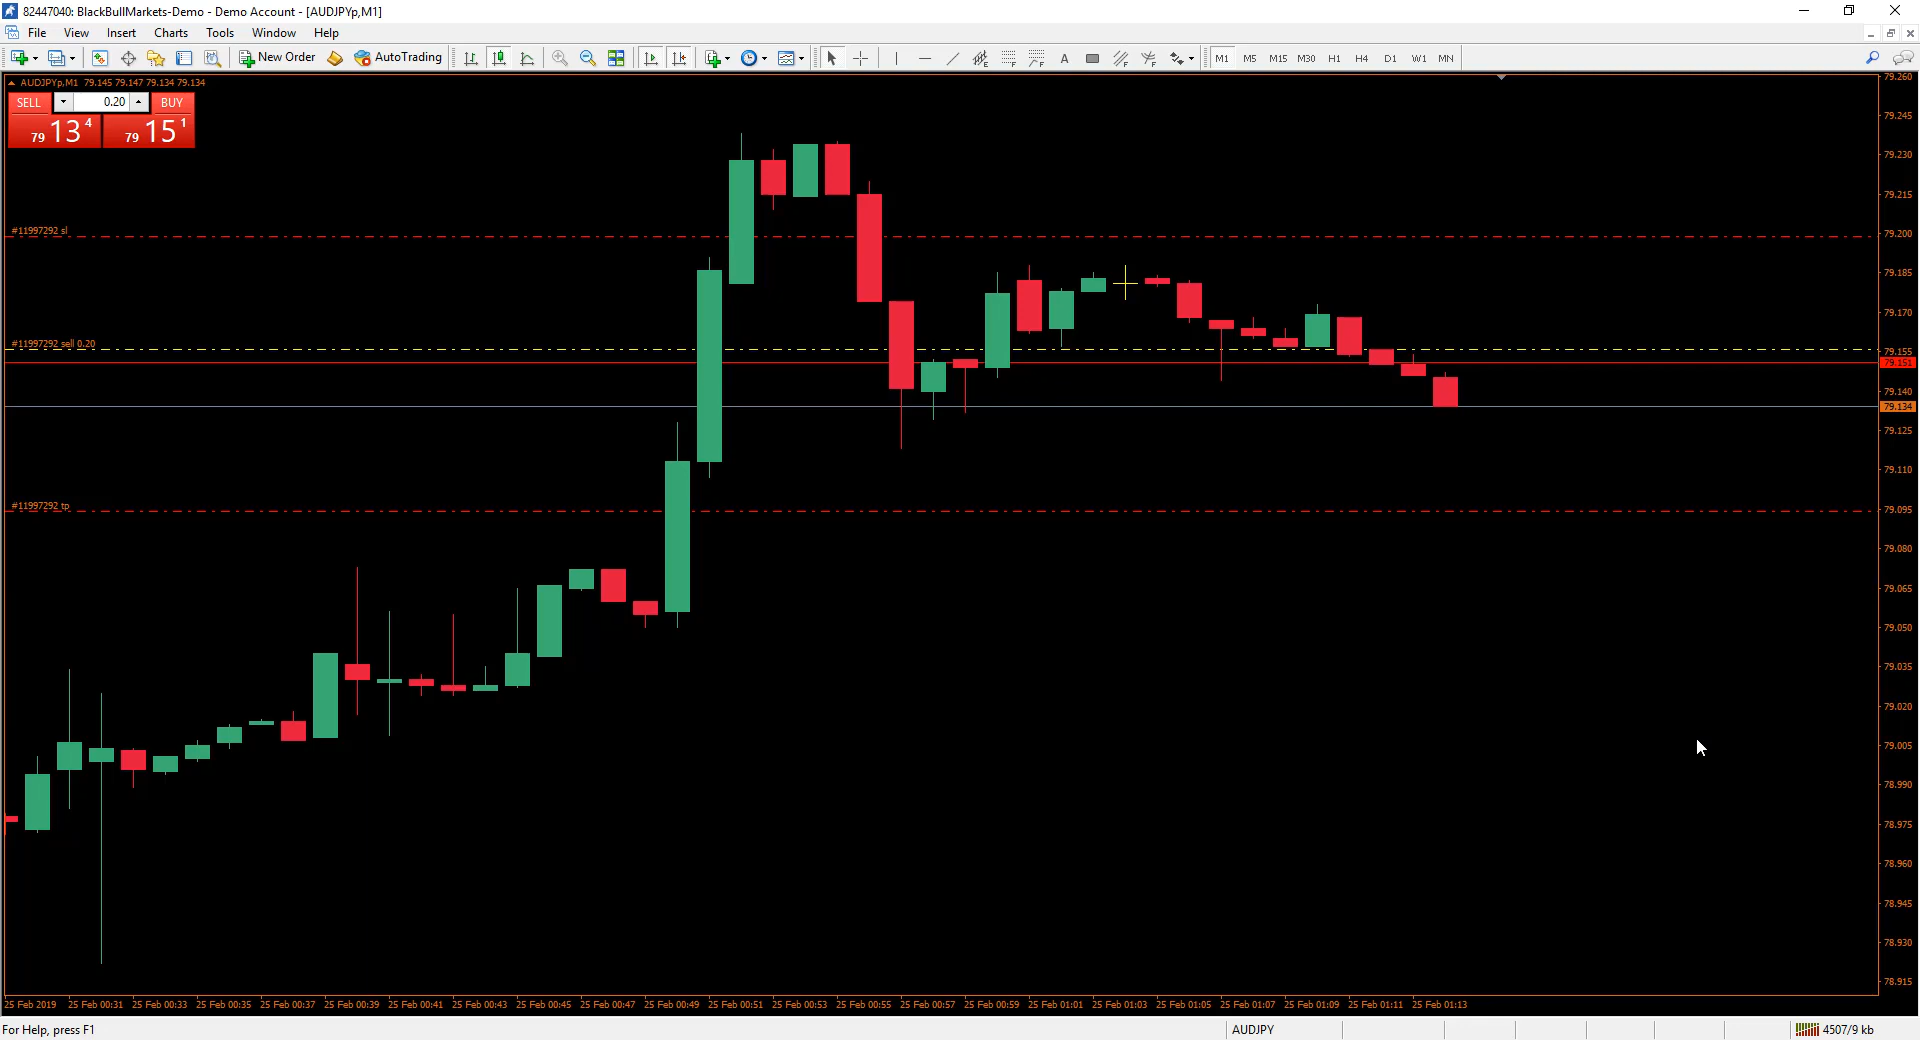 82447040: BlackBullMarkets-Demo - Demo Account - [AUDJPYp,M1]
File View Insert Charts Tools Window Help
New Order AutoTrading A M1 M5 M15 M30 H1 H4 D1 W1 MN
AUDJPYp,M1 79.145 79.147 79.134 79.134
SELL 0.20 BUY
79 13 4 79 15 1
#11997292 sl
#11997292 sell 0.20
#11997292 tp
79.260
79.245
79.230
79.215
79.200
79.185
79.170
79.155
79.151
79.140
79.134
79.125
79.110
79.095
79.080
79.065
79.050
79.035
79.020
79.005
78.990
78.975
78.960
78.945
78.930
78.915
25 Feb 2019 25 Feb 00:31 25 Feb 00:33 25 Feb 00:35 25 Feb 00:37 25 Feb 00:39 25 Feb 00:41 25 Feb 00:43 25 Feb 00:45 25 Feb 00:47 25 Feb 00:49 25 Feb 00:51 25 Feb 00:53 25 Feb 00:55 25 Feb 00:57 25 Feb 00:59 25 Feb 01:01 25 Feb 01:03 25 Feb 01:05 25 Feb 01:07 25 Feb 01:09 25 Feb 01:11 25 Feb 01:13
For Help, press F1 AUDJPY 4507/9 kb